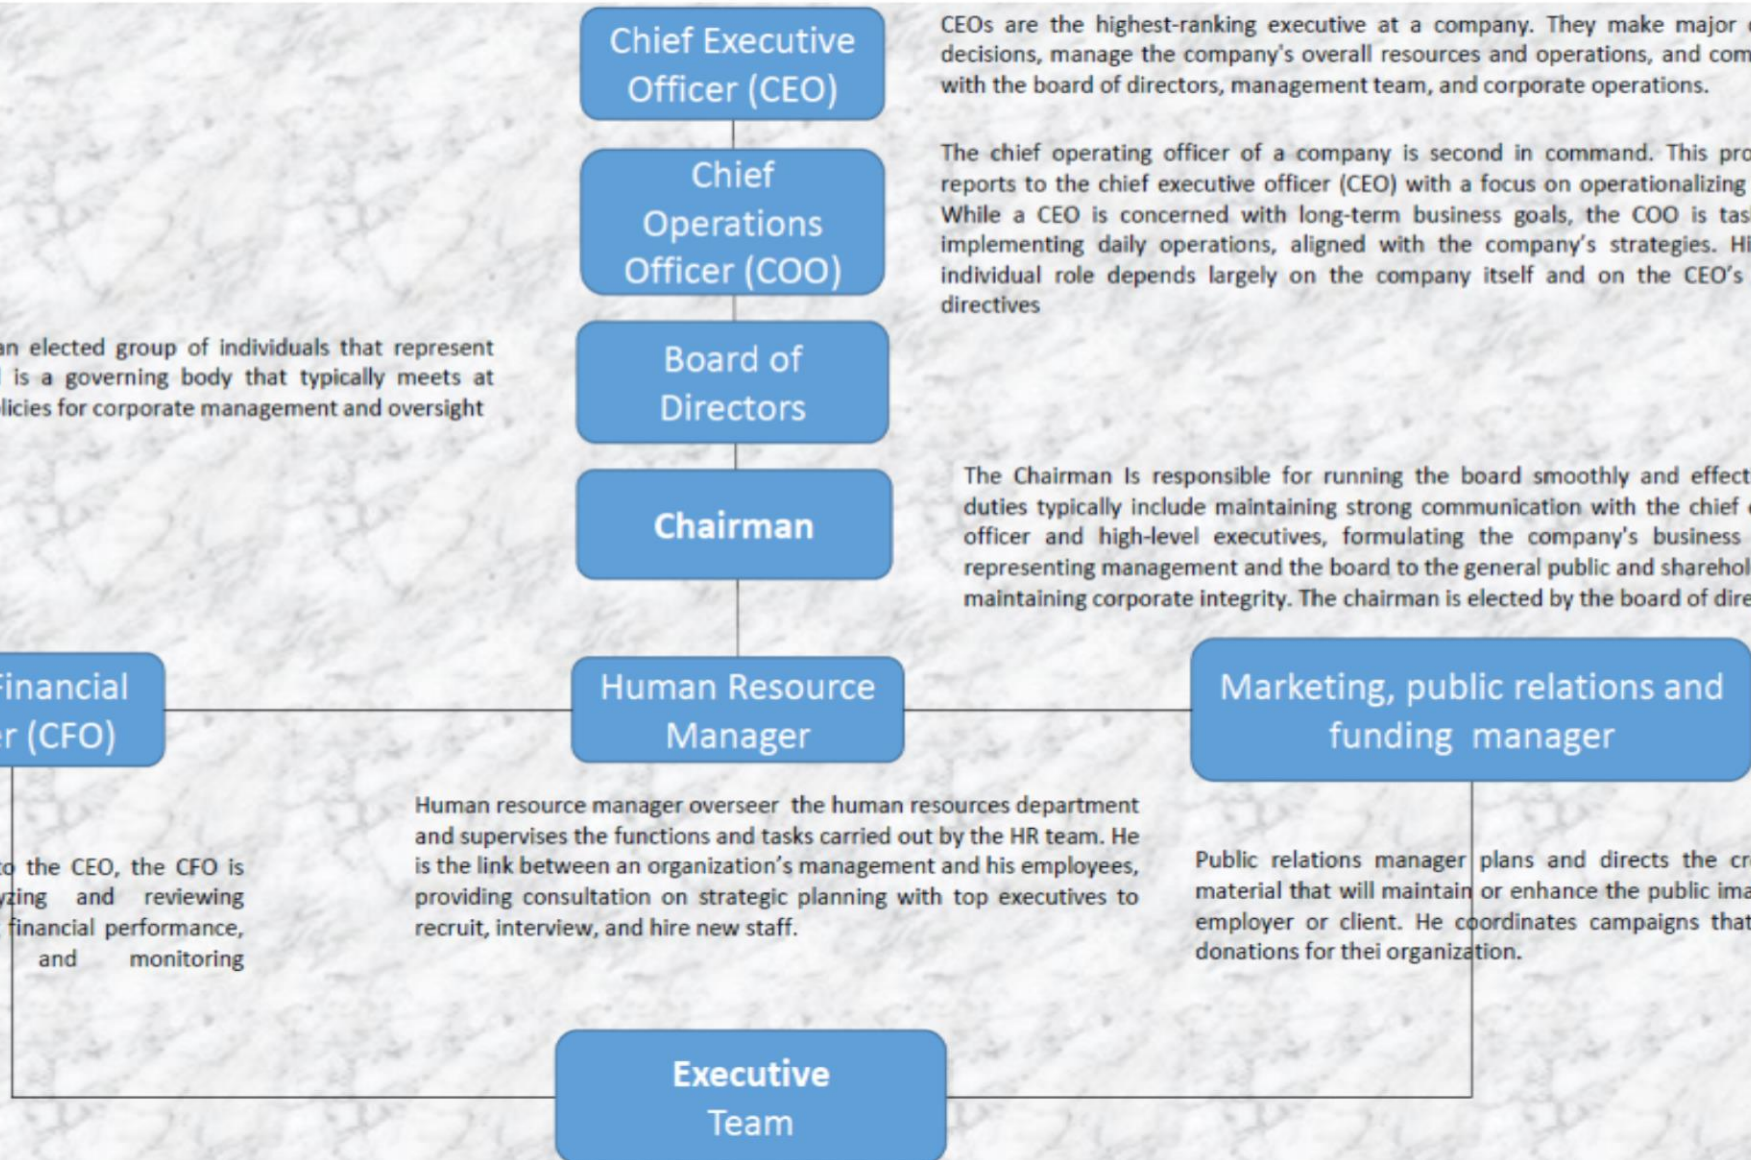 Chief Executive
Officer (CEO)
CEOs are the highest-ranking executive at a company. They make major
decisions, manage the company's overall resources and operations, and
with the board of directors, management team, and corporate operations.
Chief
Operations
Officer (COO)
The chief operating officer of a company is second in command. This
reports to the chief executive officer (CEO) with a focus on operationalizing
While a CEO is concerned with long-term business goals, the COO is
implementing daily operations, aligned with the company's strategies.
individual role depends largely on the company itself and on the CEO's
directives
an elected group of individuals that represent
is a governing body that typically meets at
for corporate management and oversight
Board of
Directors
Chairman
The Chairman Is responsible for running the board smoothly and
duties typically include maintaining strong communication with the chief
officer and high-level executives, formulating the company's business
representing management and the board to the general public and
maintaining corporate integrity. The chairman is elected by the board of
Financial
(CFO)
Human Resource
Manager
Marketing, public relations and
funding manager
to the CEO, the CFO is
and reviewing
financial performance,
and monitoring
Human resource manager overseer the human resources department
and supervises the functions and tasks carried out by the HR team. He
is the link between an organization's management and his employees,
providing consultation on strategic planning with top executives to
recruit, interview, and hire new staff.
Public relations manager plans and directs the
material that will maintain or enhance the public
employer or client. He coordinates campaigns that
donations for thei organization.
Executive
Team